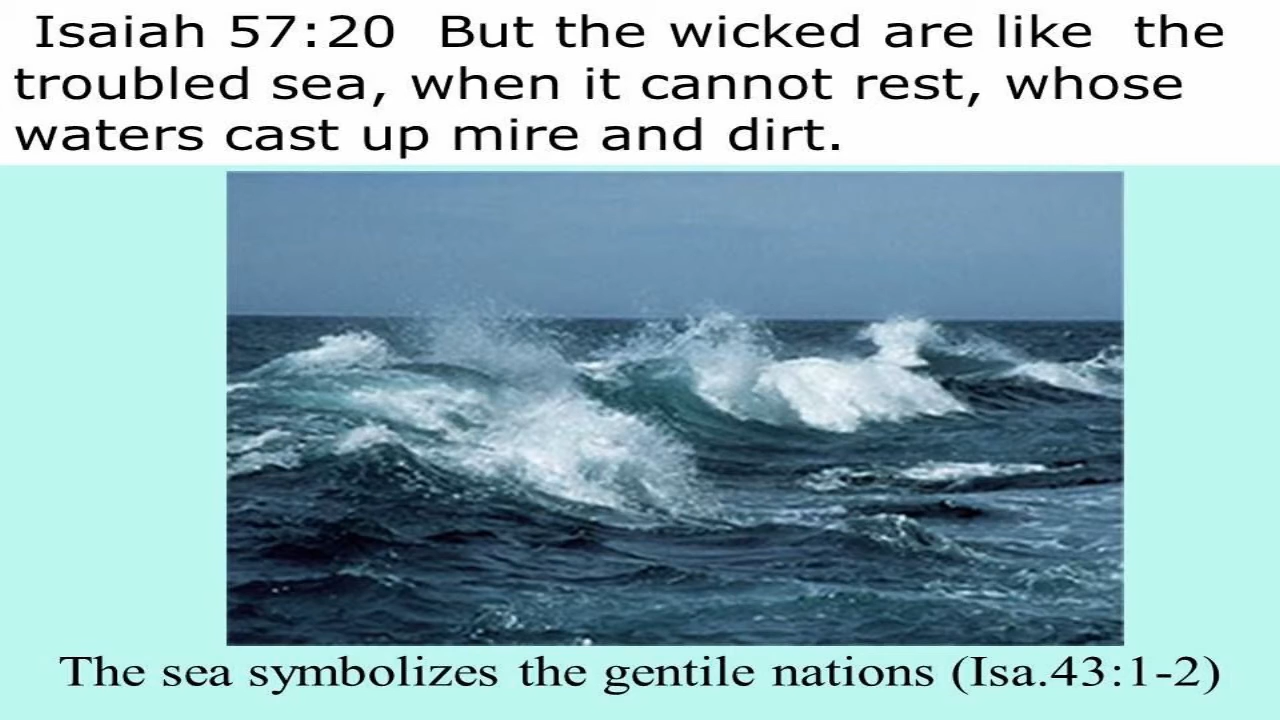 Isaiah 57:20  But the wicked are like  the
troubled sea, when it cannot rest, whose
waters cast up mire and dirt.
The sea symbolizes the gentile nations (Isa.43:1-2)